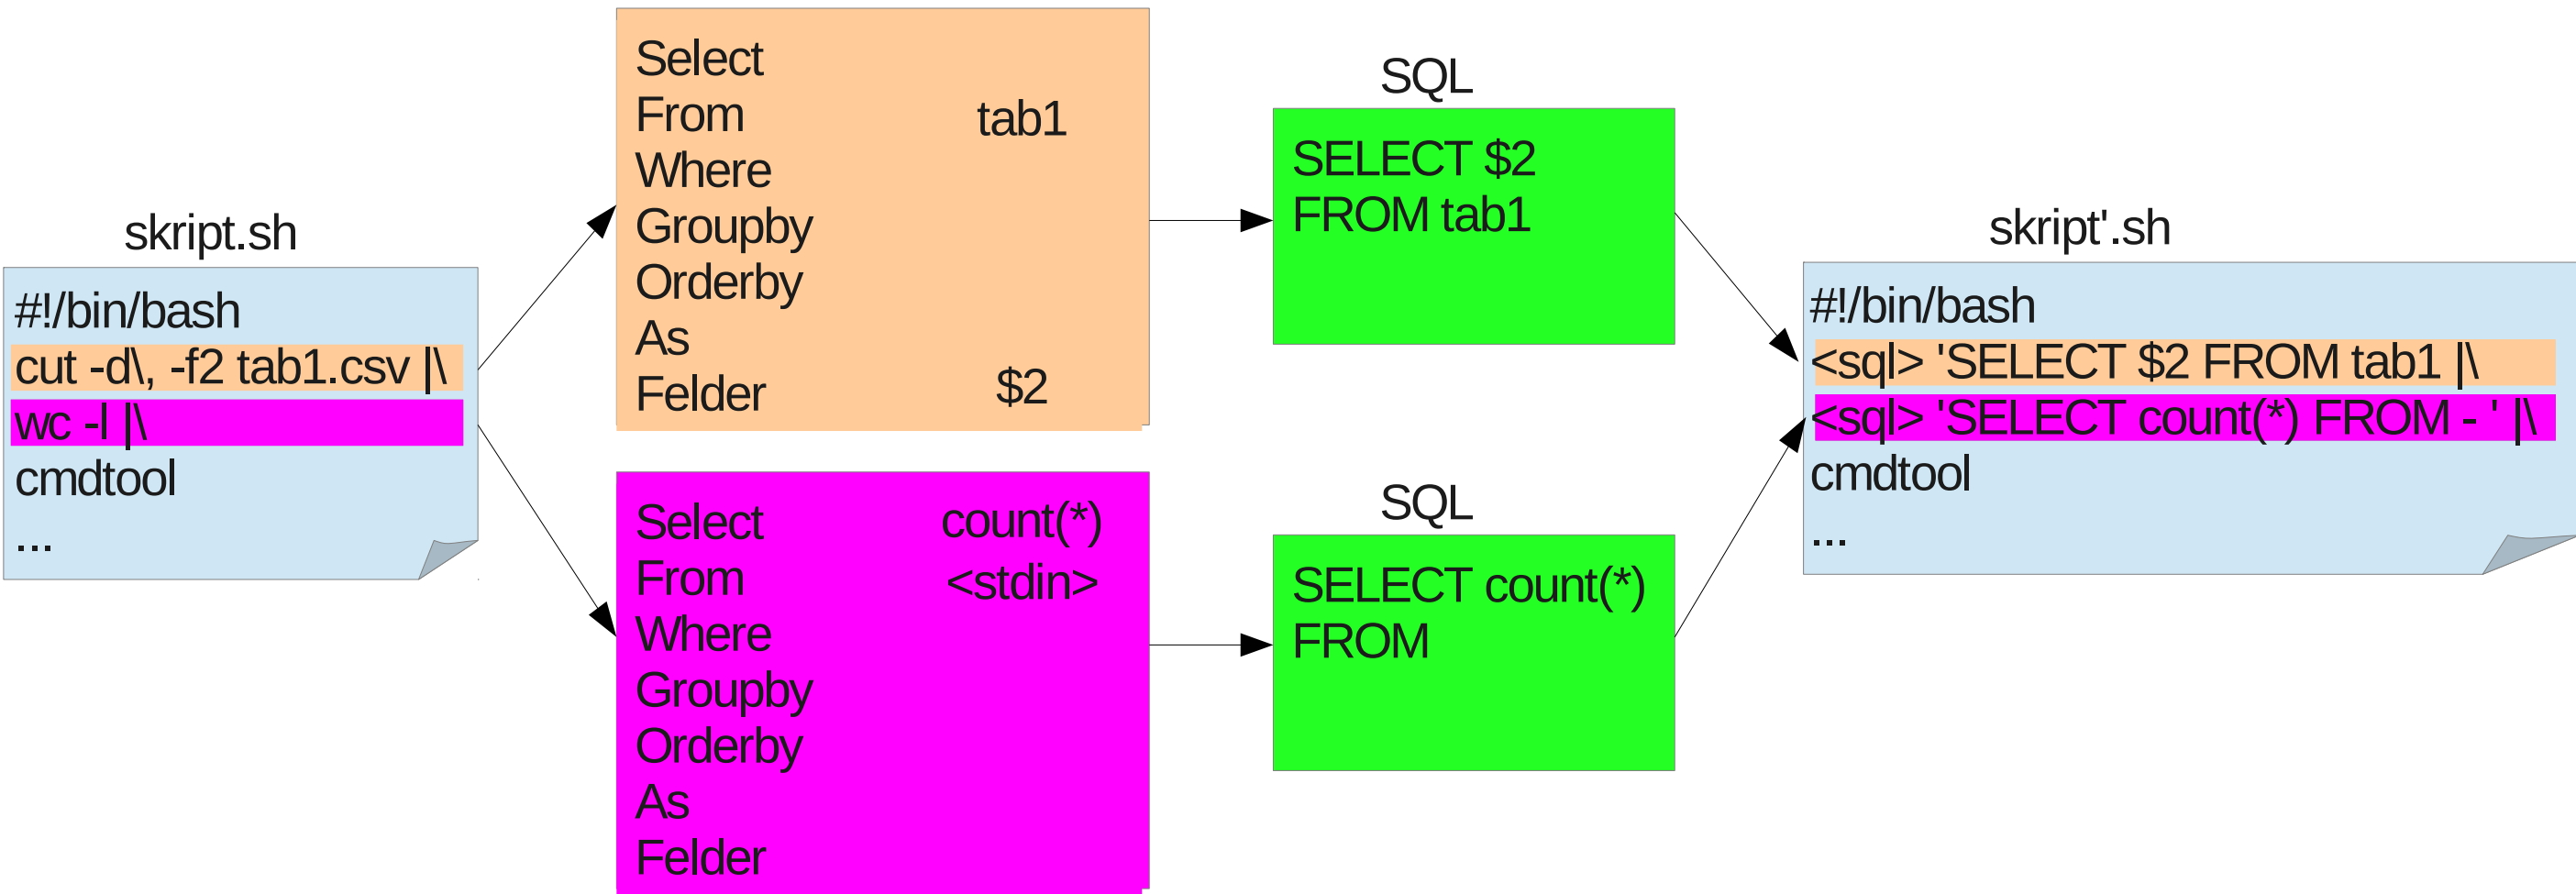 skript.sh
#!/bin/bash
cut -d\, -f2 tab1.csv |\
wc -l |\
cmdtool
...
Select
From tab1
Where
Groupby
Orderby
As
Felder $2
Select count(*)
From <stdin>
Where
Groupby
Orderby
As
Felder
SQL
SELECT $2
FROM tab1
SQL
SELECT count(*)
FROM
skript'.sh
#!/bin/bash
<sql> 'SELECT $2 FROM tab1 |\
<sql> 'SELECT count(*) FROM - ' |\
cmdtool
...